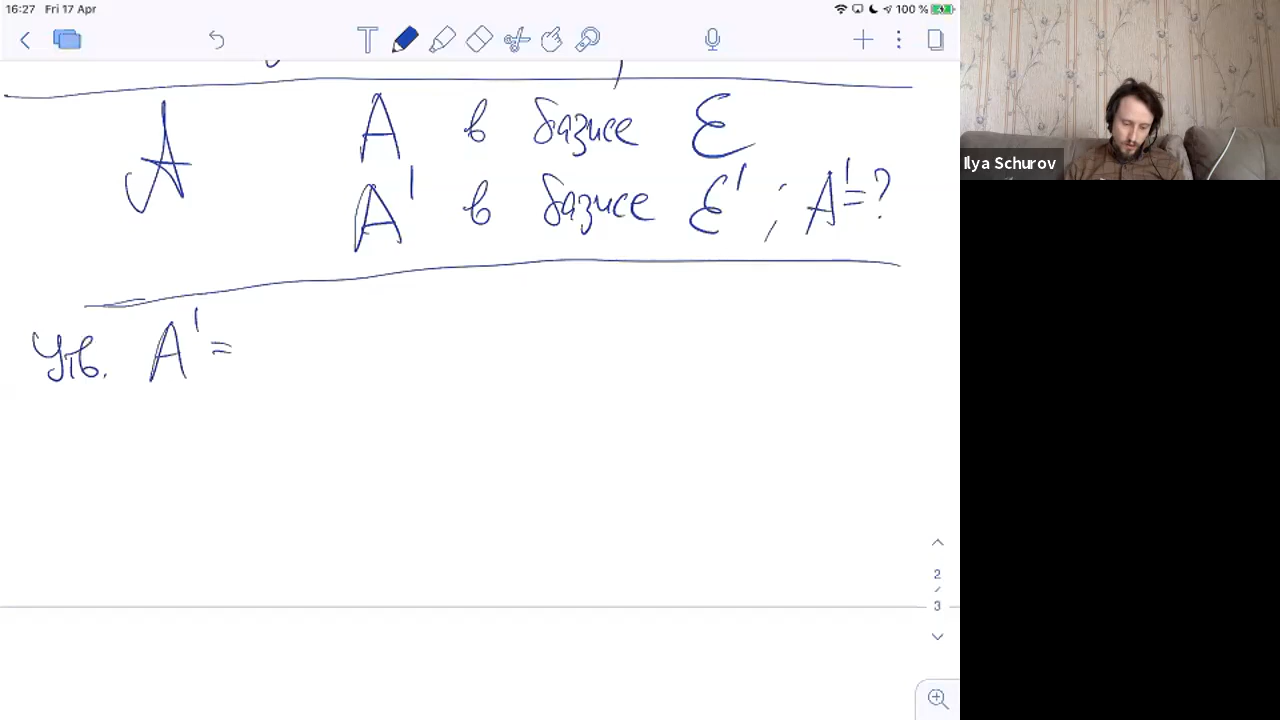 16:27 Fri 17 Apr 100 %
T
Ilya Schurov
𝒜 A в базисе ℰ
A' в базисе ℰ' ; A' = ?
Утв. A' =
2
3